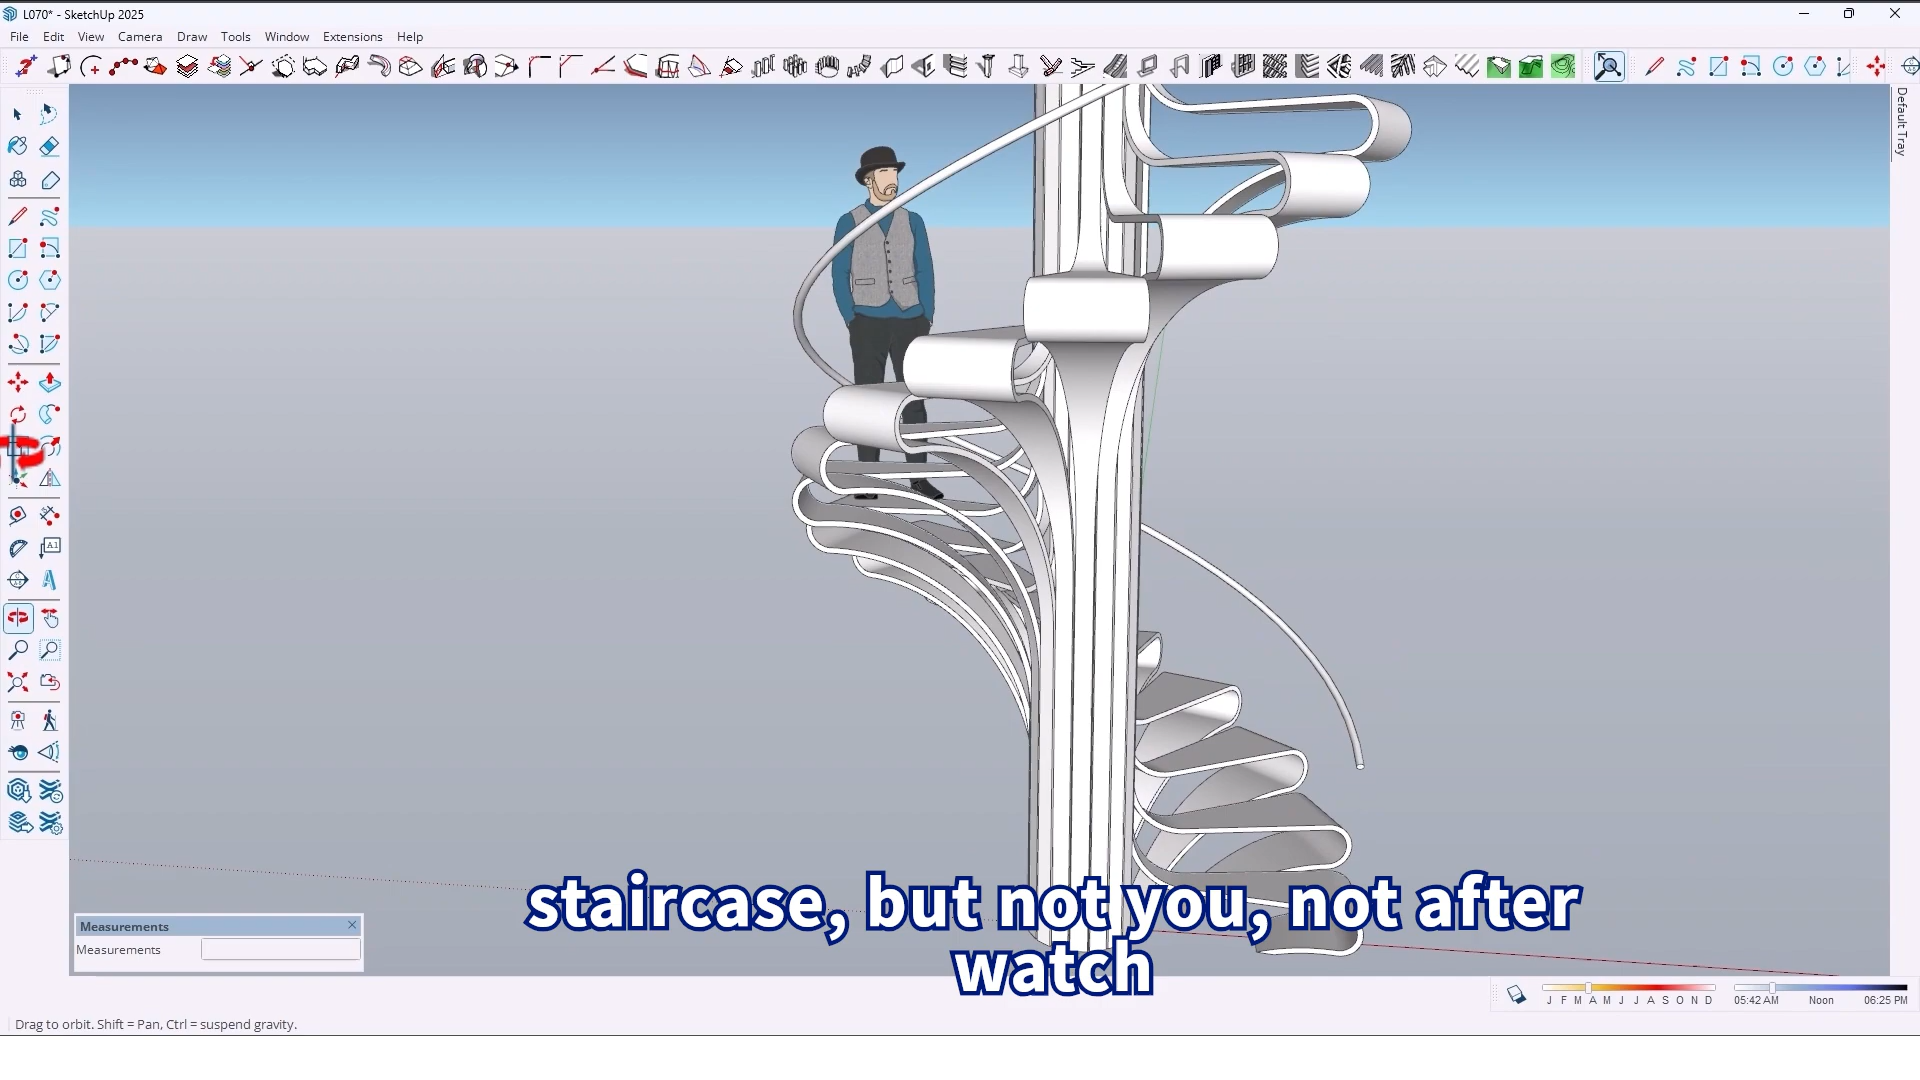 L070* - SketchUp 2025
File Edit View Camera Draw Tools Window Extensions Help
Default Tray
A1
staircase, but not you, not after
watch
Measurements
Measurements
J F M A M J J A S O N D
05:42 AM Noon 06:25 PM
Drag to orbit. Shift = Pan, Ctrl = suspend gravity.